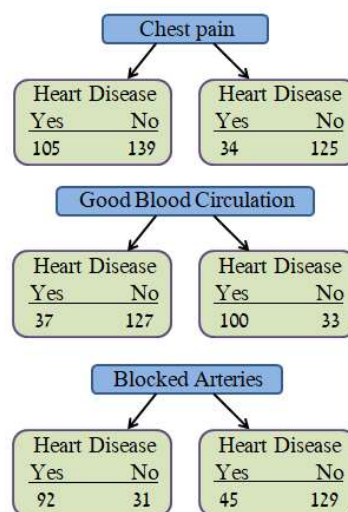 Chest pain
Heart Disease Heart Disease
Yes No Yes No
105 139 34 125
Good Blood Circulation
Heart Disease Heart Disease
Yes No Yes No
37 127 100 33
Blocked Arteries
Heart Disease Heart Disease
Yes No Yes No
92 31 45 129